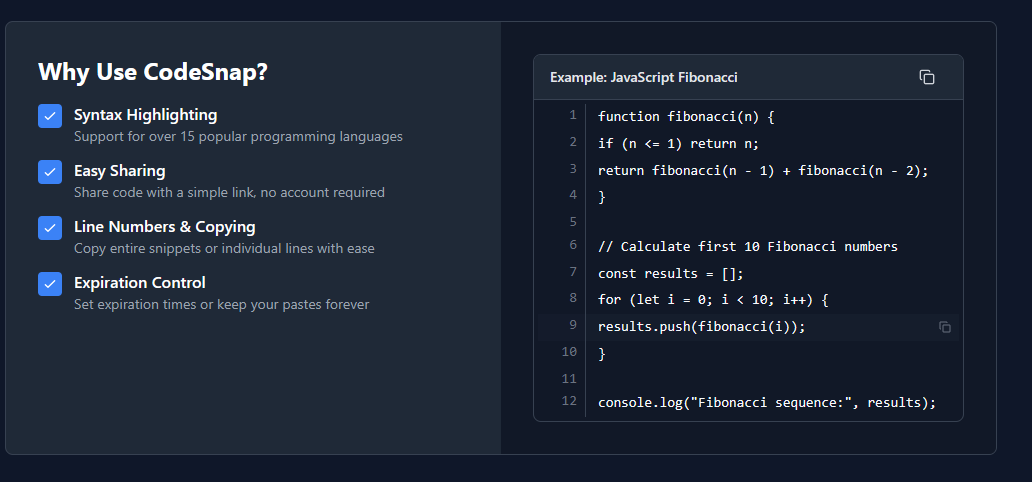 Why Use CodeSnap?
Syntax Highlighting
Support for over 15 popular programming languages
Easy Sharing
Share code with a simple link, no account required
Line Numbers & Copying
Copy entire snippets or individual lines with ease
Expiration Control
Set expiration times or keep your pastes forever
Example: JavaScript Fibonacci
1 function fibonacci(n) {
2 if (n <= 1) return n;
3 return fibonacci(n - 1) + fibonacci(n - 2);
4 }
5
6 // Calculate first 10 Fibonacci numbers
7 const results = [];
8 for (let i = 0; i < 10; i++) {
9 results.push(fibonacci(i));
10 }
11
12 console.log("Fibonacci sequence:", results);